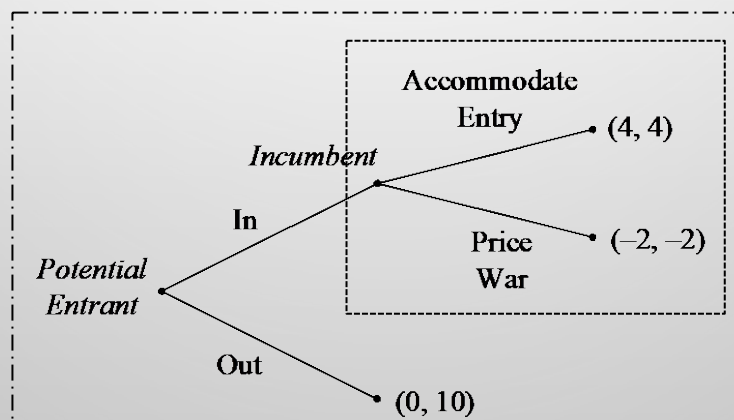 Accommodate
Entry
(4, 4)
Incumbent
In
Price
War
(–2, –2)
Potential
Entrant
Out
(0, 10)